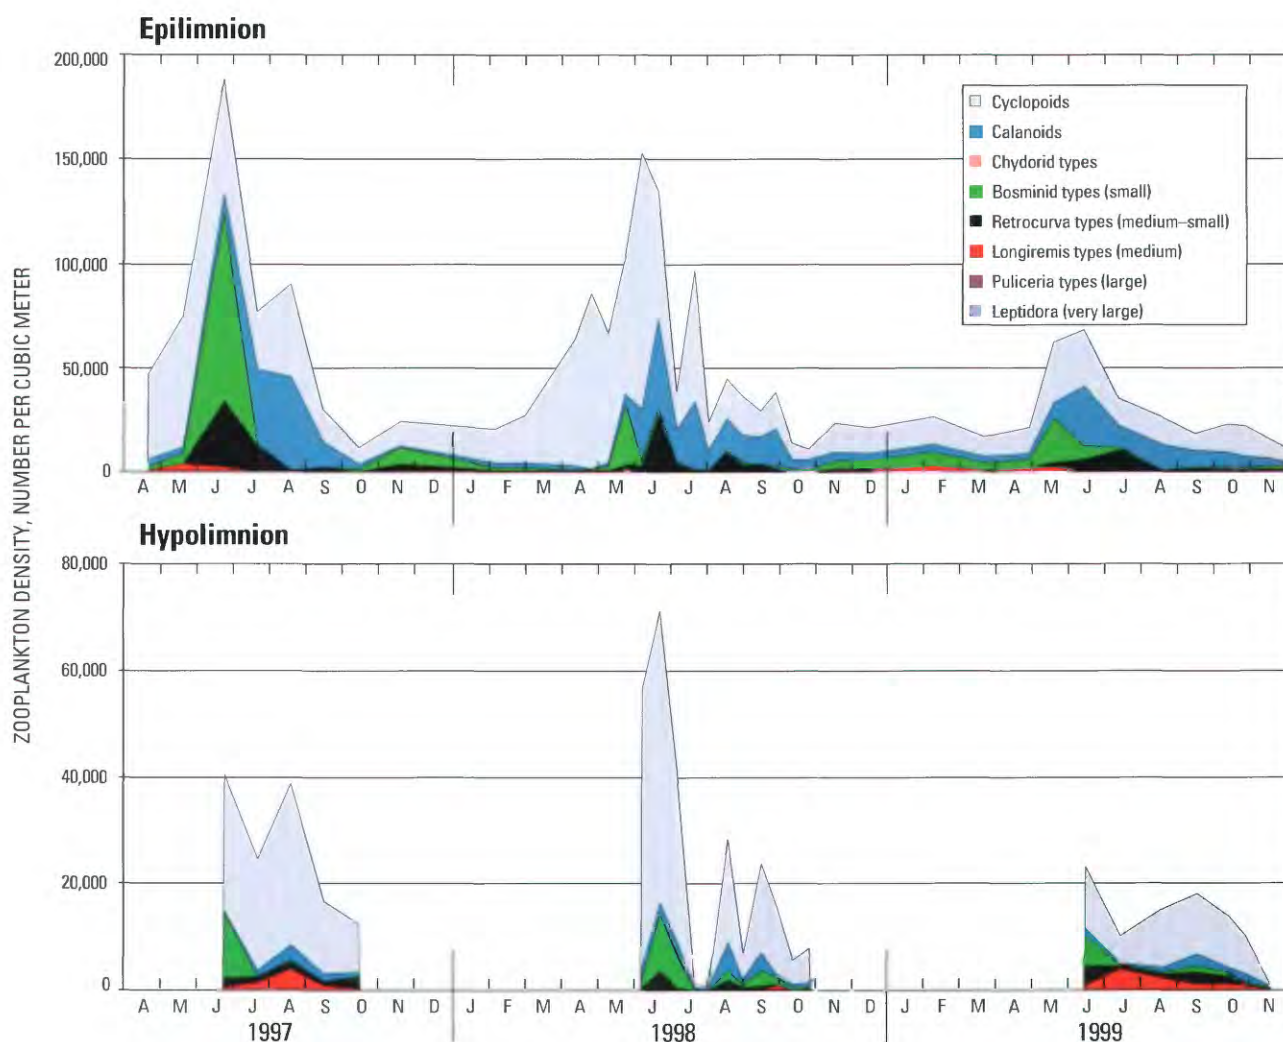 Epilimnion
200,000
150,000
100,000
50,000
0
Cyclopoids
Calanoids
Chydorid types
Bosminid types (small)
Retrocurva types (medium–small)
Longiremis types (medium)
Puliceria types (large)
Leptidora (very large)
A M J J A S O N D J F M A M J J A S O N D J F M A M J J A S O N
ZOOPLANKTON DENSITY, NUMBER PER CUBIC METER
Hypolimnion
80,000
60,000
40,000
20,000
0
A M J J A S O N D J F M A M J J A S O N D J F M A M J J A S O N
1997 1998 1999